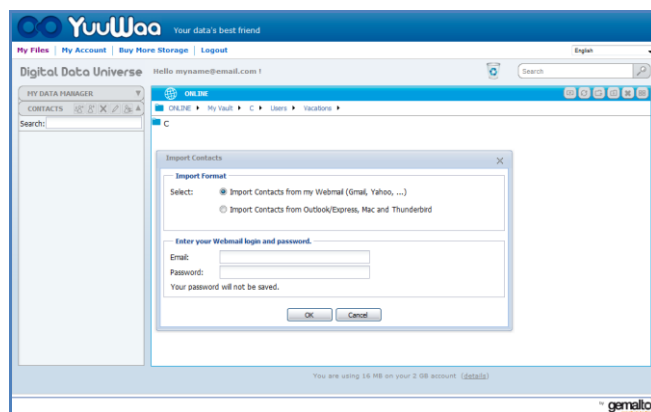 YuuWaa Your data's best friend
My Files | My Account | Buy More Storage | Logout English
Digital Data Universe Hello myname@email.com ! Search
MY DATA MANAGER
ONLINE
CONTACTS
ONLINE My Vault C Users Vacations
Search:
C
Import Contacts
Import Format
Select: Import Contacts from my Webmail (Gmail, Yahoo, ...)
Import Contacts from Outlook/Express, Mac and Thunderbird
Enter your Webmail login and password.
Email:
Password:
Your password will not be saved.
OK Cancel
You are using 16 MB on your 2 GB account (details)
by gemalto